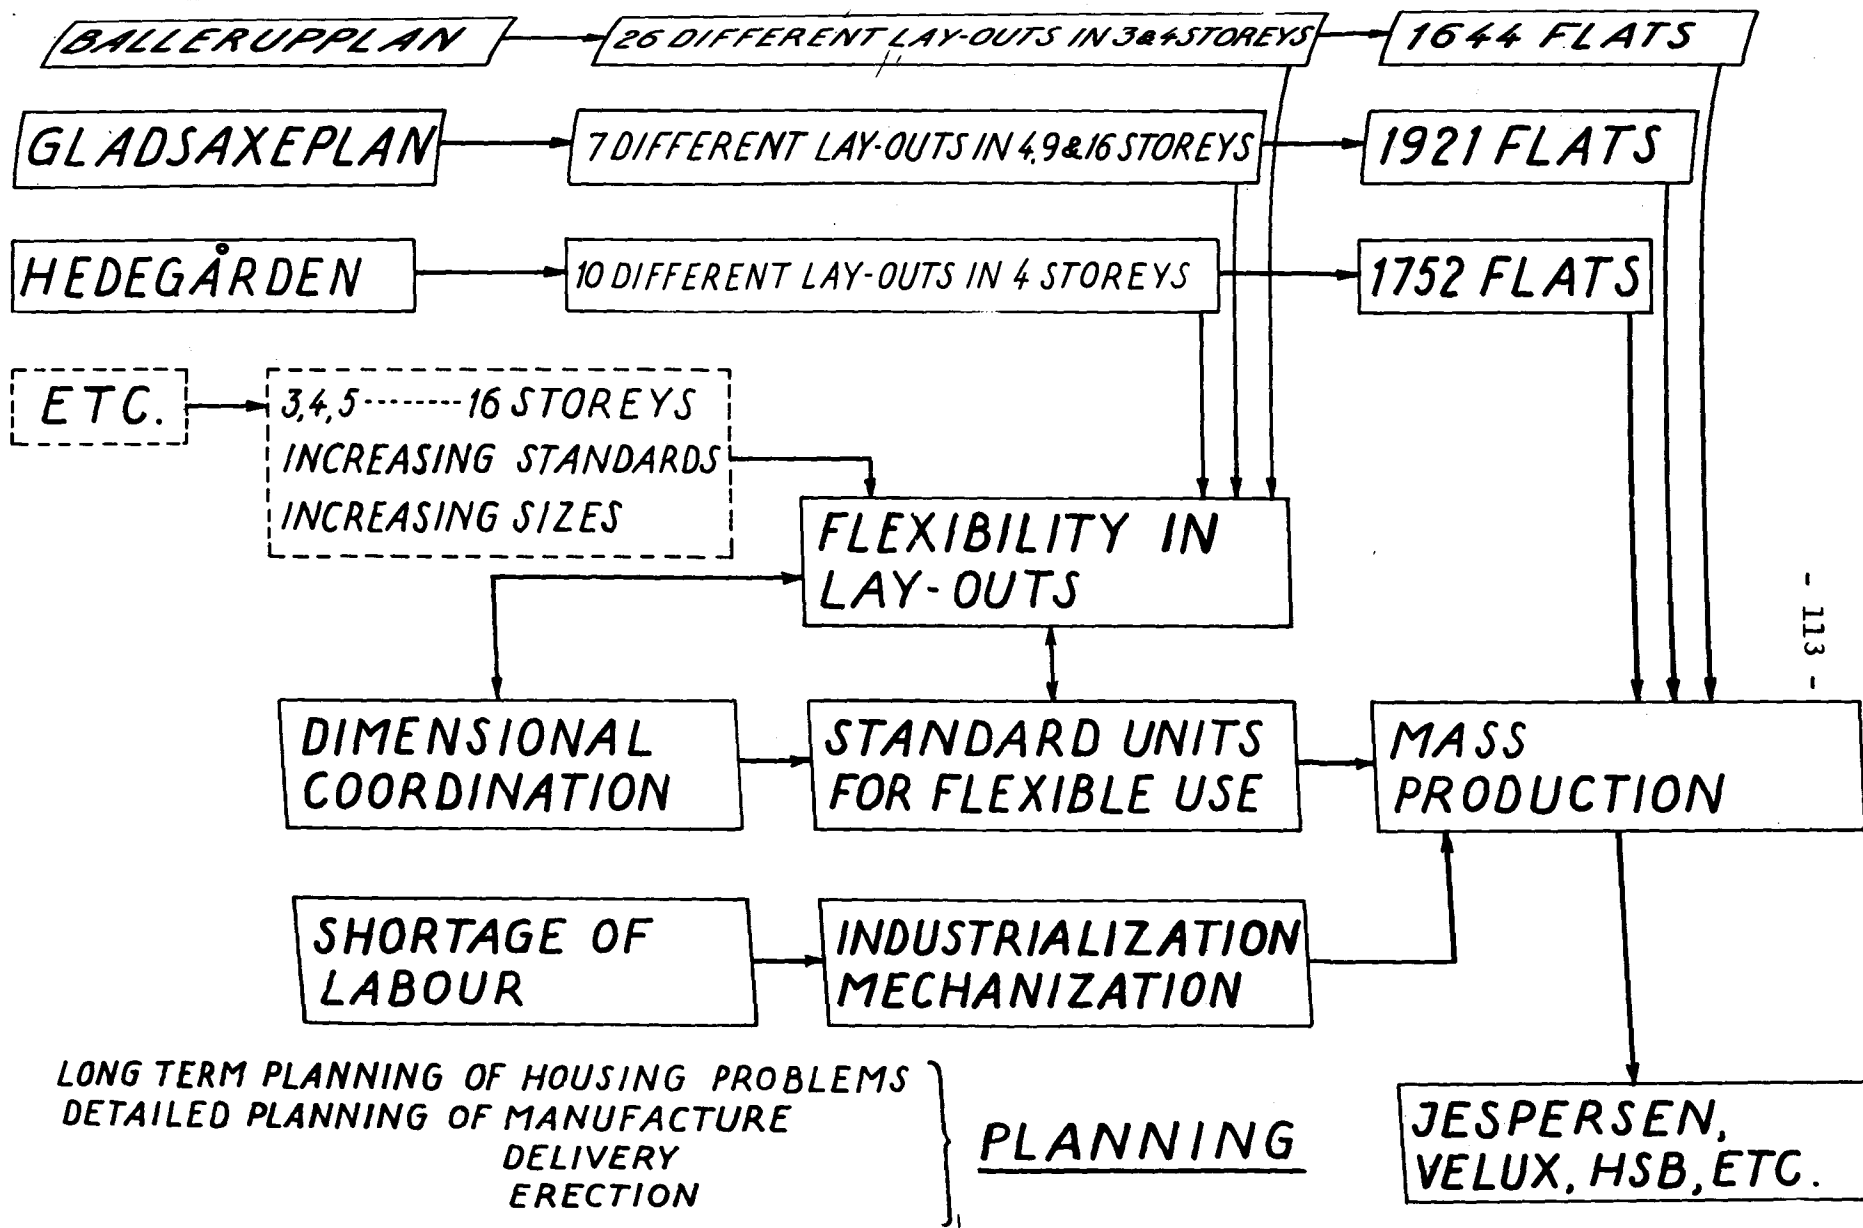 BALLERUPPLAN
26 DIFFERENT LAY-OUTS IN 3&4 STOREYS
1644 FLATS
GLADSAXEPLAN
7 DIFFERENT LAY-OUTS IN 4,9&16 STOREYS
1921 FLATS
HEDEGÅRDEN
10 DIFFERENT LAY-OUTS IN 4 STOREYS
1752 FLATS
ETC.
3,4,5--------16 STOREYS
INCREASING STANDARDS
INCREASING SIZES
FLEXIBILITY IN
LAY-OUTS
- 113 -
DIMENSIONAL
COORDINATION
STANDARD UNITS
FOR FLEXIBLE USE
MASS
PRODUCTION
SHORTAGE OF
LABOUR
INDUSTRIALIZATION
MECHANIZATION
LONG TERM PLANNING OF HOUSING PROBLEMS
DETAILED PLANNING OF MANUFACTURE
DELIVERY
ERECTION
PLANNING
JESPERSEN,
VELUX, HSB, ETC.